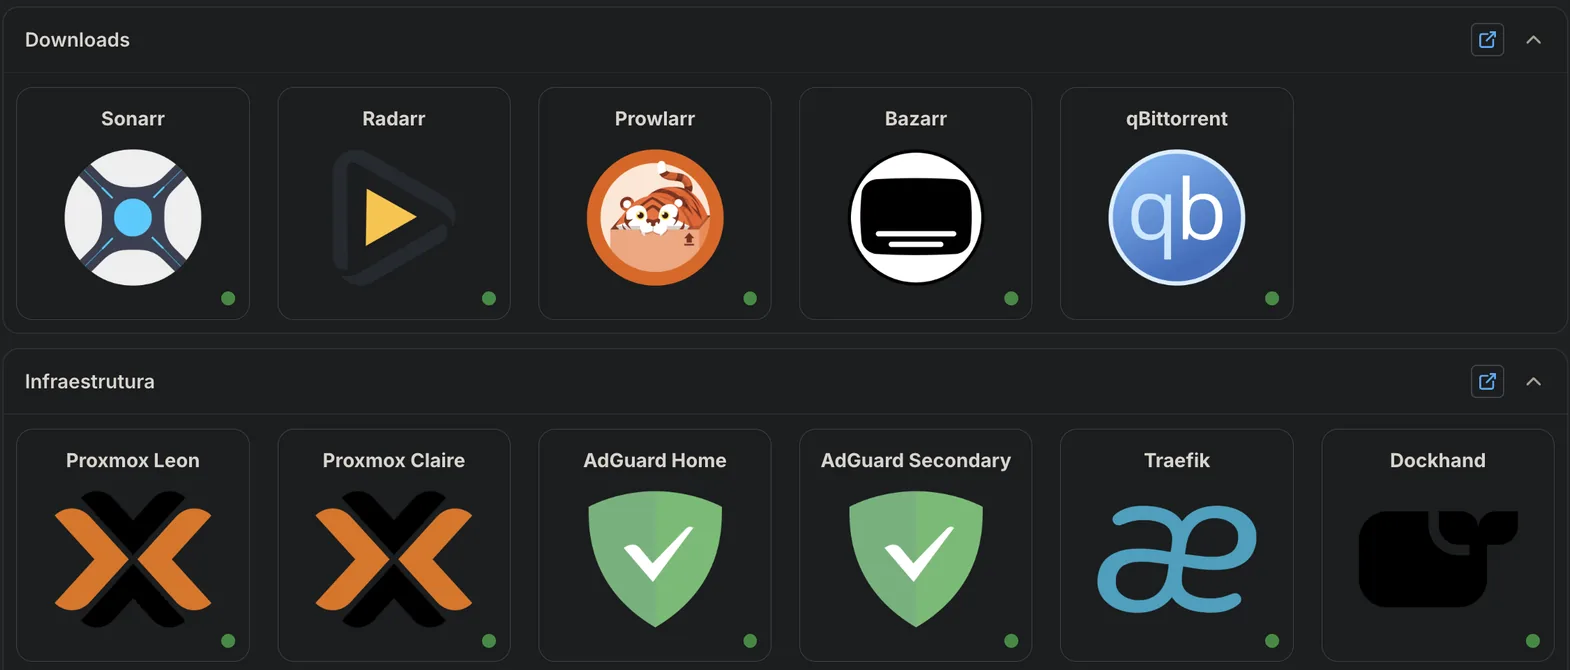 Downloads
Sonarr
Radarr
Prowlarr
Bazarr
qBittorrent
qb
Infraestrutura
Proxmox Leon
Proxmox Claire
AdGuard Home
AdGuard Secondary
Traefik
Dockhand
æ